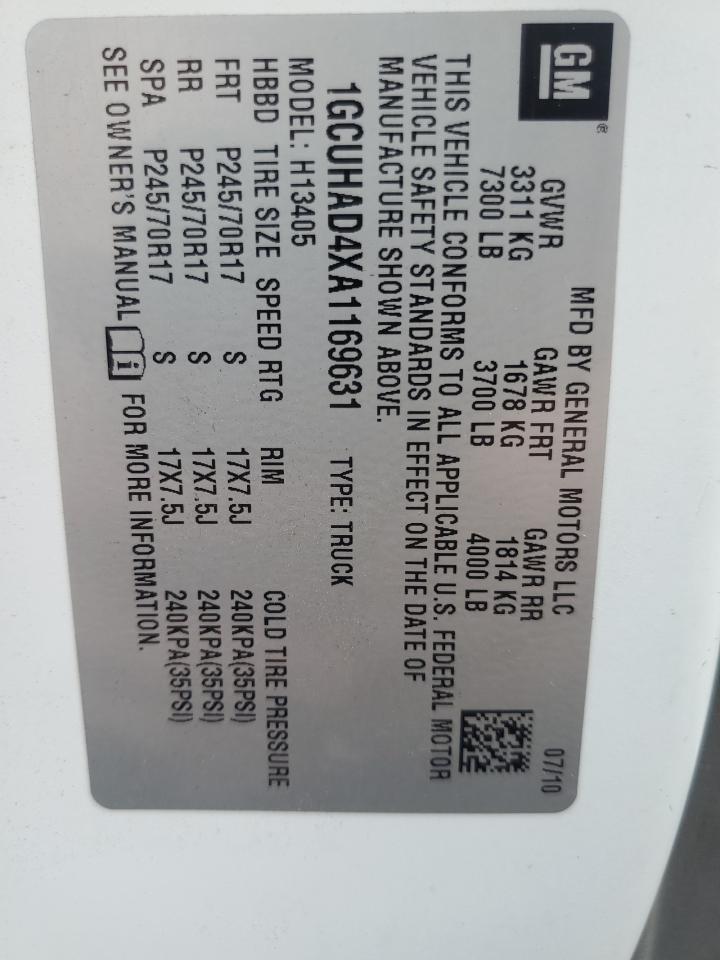 GM®
MFD BY GENERAL MOTORS LLC 07/10
GVWR GAWR FRT GAWR RR
3311 KG 1678 KG 1814 KG
7300 LB 3700 LB 4000 LB
THIS VEHICLE CONFORMS TO ALL APPLICABLE U.S. FEDERAL MOTOR
VEHICLE SAFETY STANDARDS IN EFFECT ON THE DATE OF
MANUFACTURE SHOWN ABOVE.
1GCUHAD4XA1169631 TYPE: TRUCK
MODEL: H13405
HBBD TIRE SIZE SPEED RTG RIM COLD TIRE PRESSURE
FRT P245/70R17 S 17X7.5J 240KPA(35PSI)
RR P245/70R17 S 17X7.5J 240KPA(35PSI)
SPA P245/70R17 S 17X7.5J 240KPA(35PSI)
SEE OWNER'S MANUAL i FOR MORE INFORMATION.